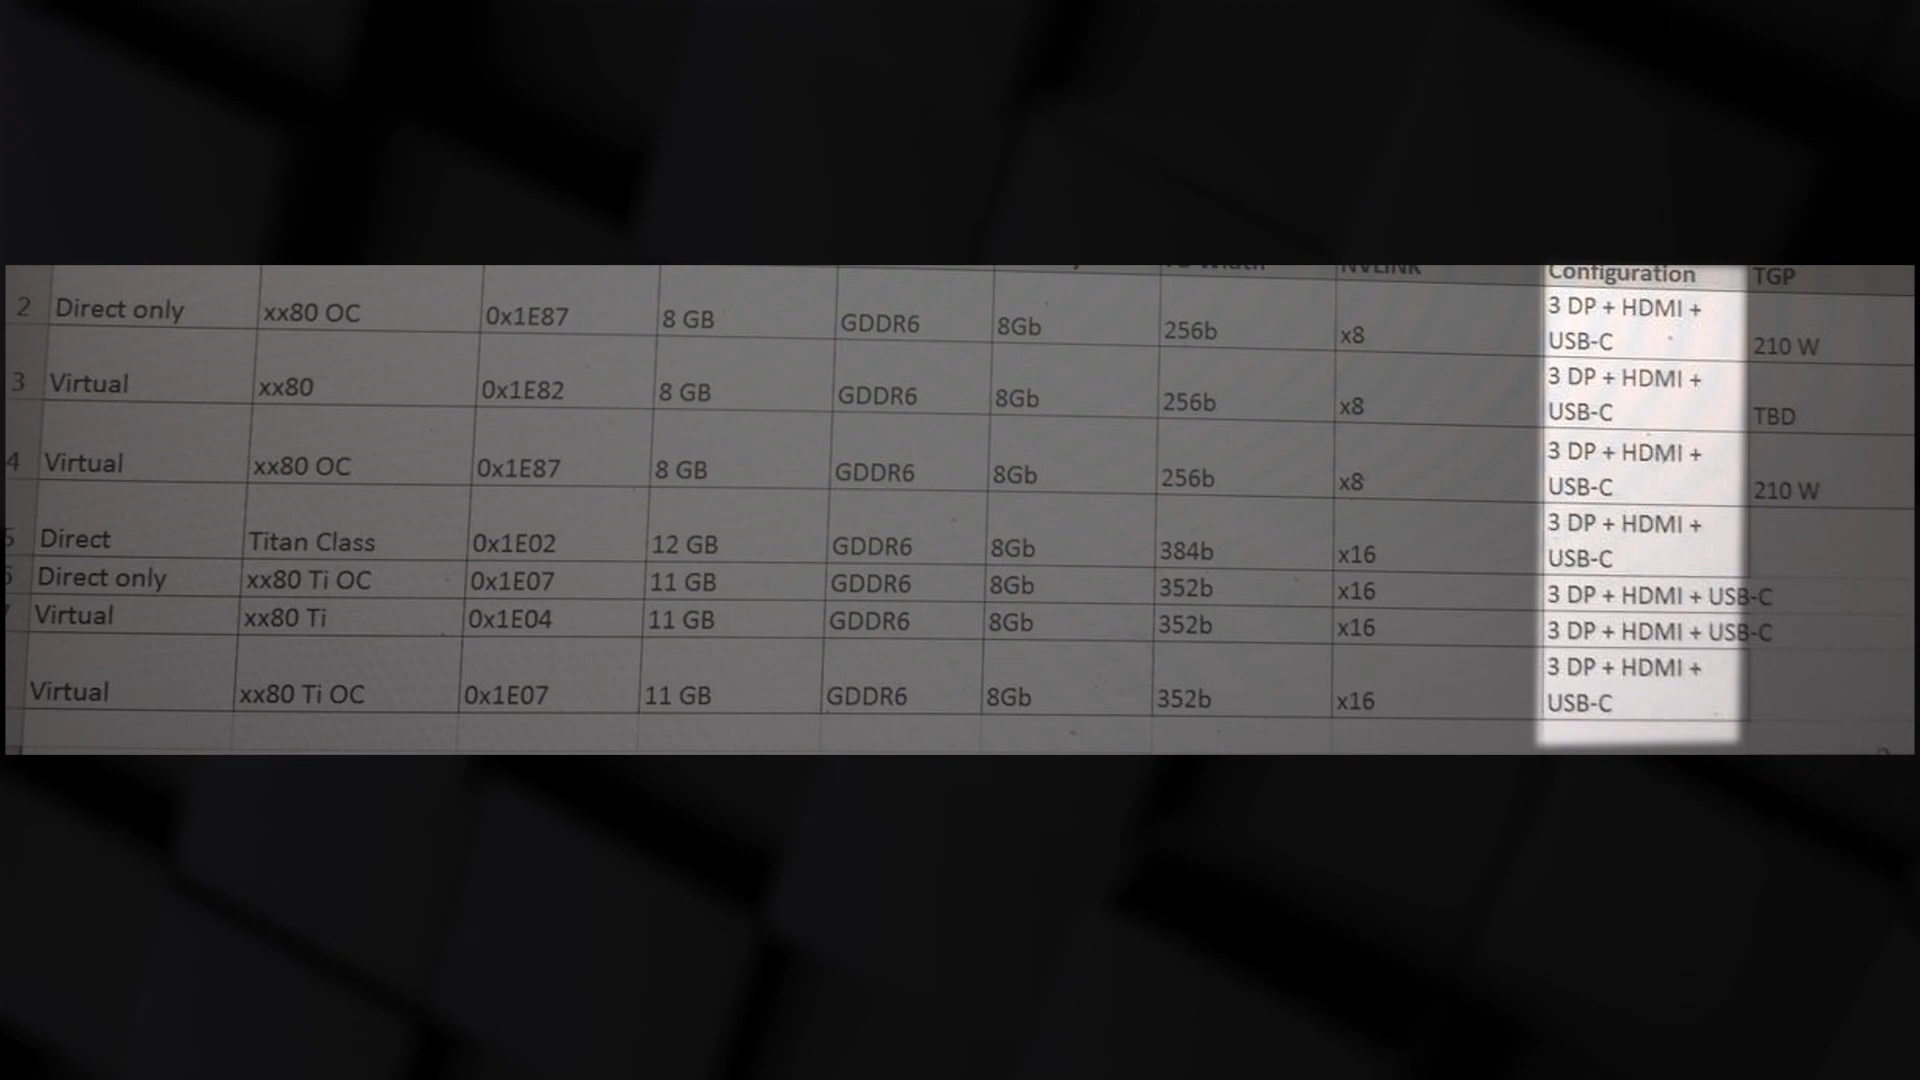 NVLINK Configuration TGP
2 Direct only xx80 OC 0x1E87 8 GB GDDR6 8Gb 256b x8 3 DP + HDMI +
USB-C 210 W
3 Virtual xx80 0x1E82 8 GB GDDR6 8Gb 256b x8 3 DP + HDMI +
USB-C TBD
4 Virtual xx80 OC 0x1E87 8 GB GDDR6 8Gb 256b x8 3 DP + HDMI +
USB-C 210 W
5 Direct Titan Class 0x1E02 12 GB GDDR6 8Gb 384b x16 3 DP + HDMI +
USB-C
Direct only xx80 Ti OC 0x1E07 11 GB GDDR6 8Gb 352b x16 3 DP + HDMI + USB-C
Virtual xx80 Ti 0x1E04 11 GB GDDR6 8Gb 352b x16 3 DP + HDMI + USB-C
Virtual xx80 Ti OC 0x1E07 11 GB GDDR6 8Gb 352b x16 3 DP + HDMI +
USB-C